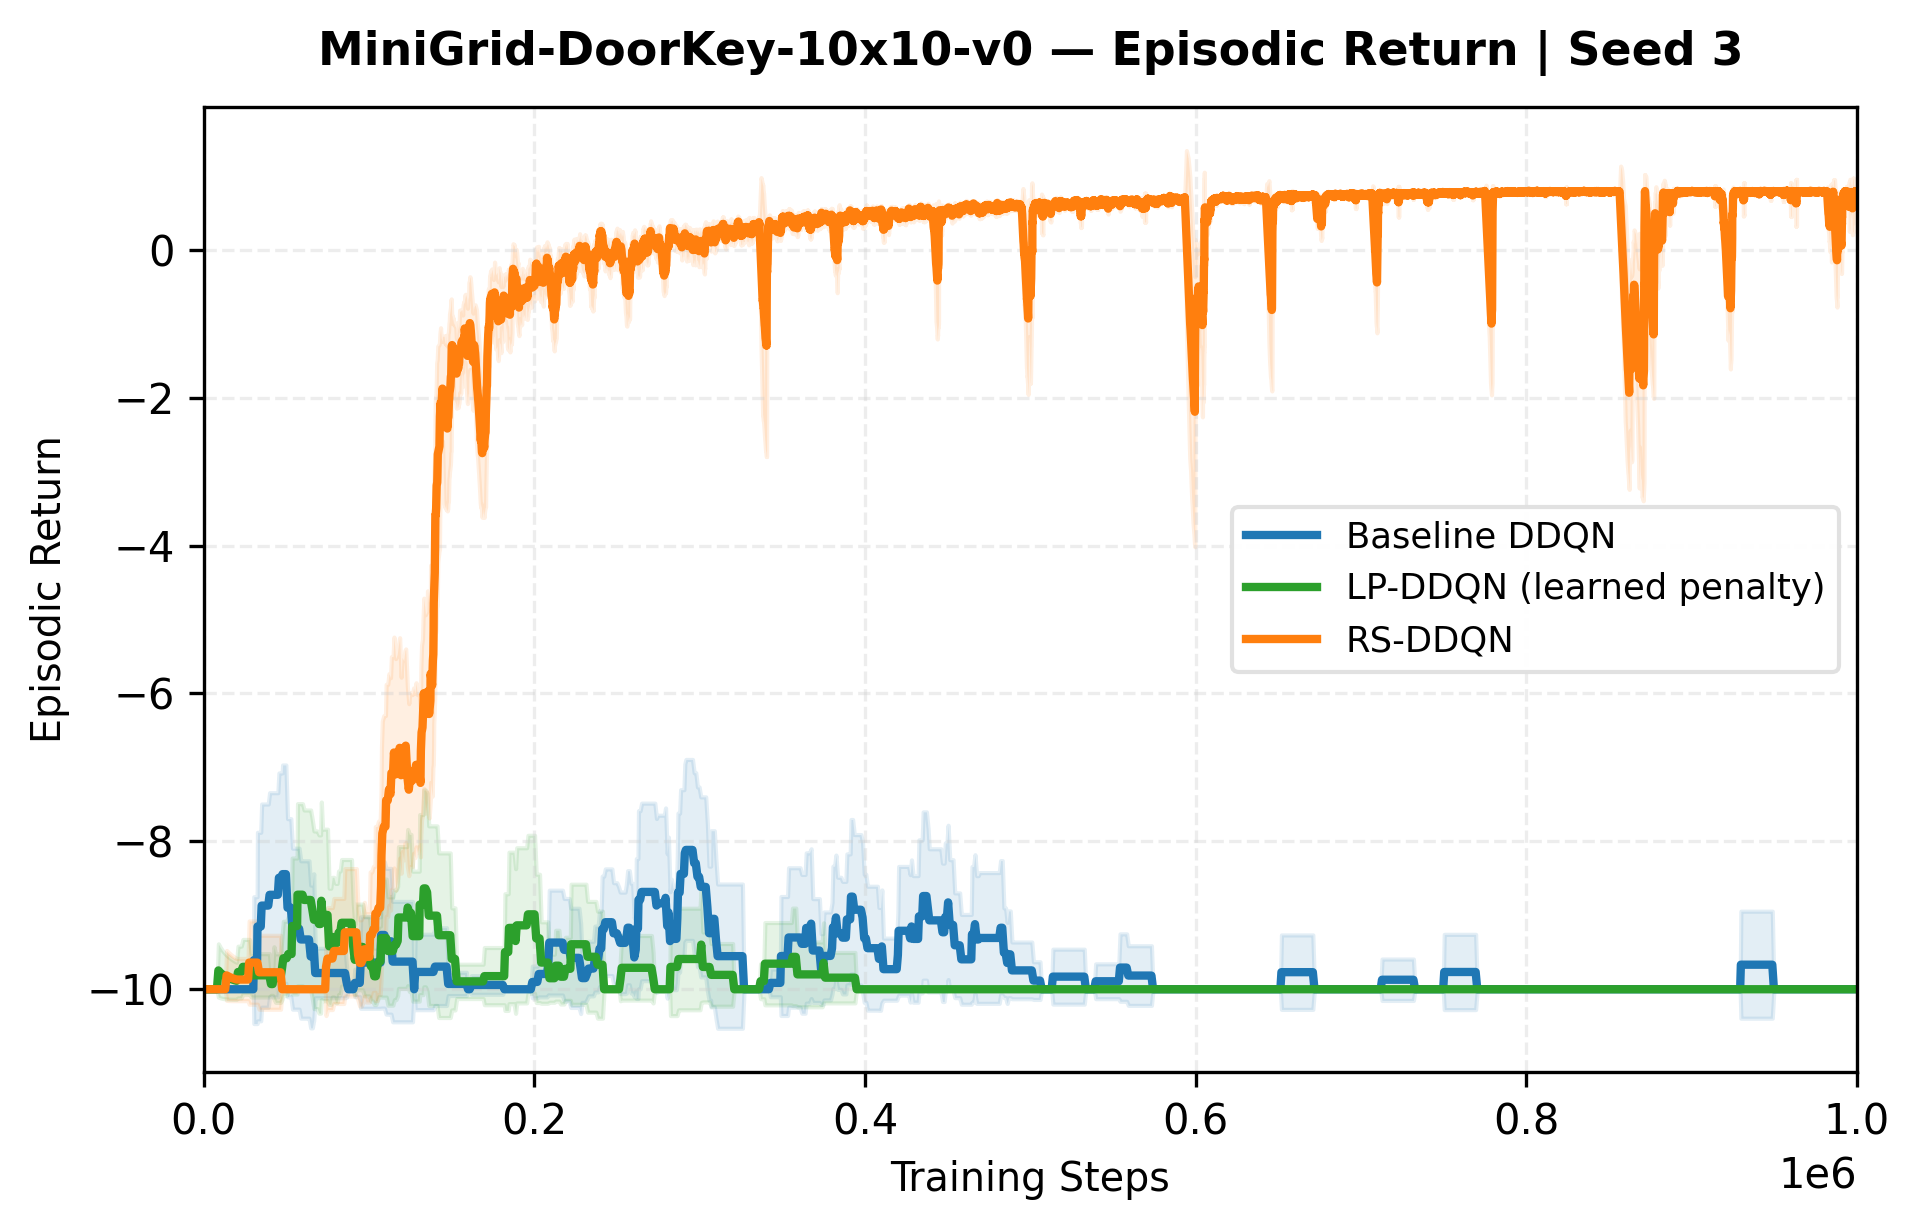 MiniGrid-DoorKey-10x10-v0 — Episodic Return | Seed 3
Episodic Return
0
−2
−4
−6
−8
−10
Baseline DDQN
LP-DDQN (learned penalty)
RS-DDQN
0.0 0.2 0.4 0.6 0.8 1.0
Training Steps
1e6